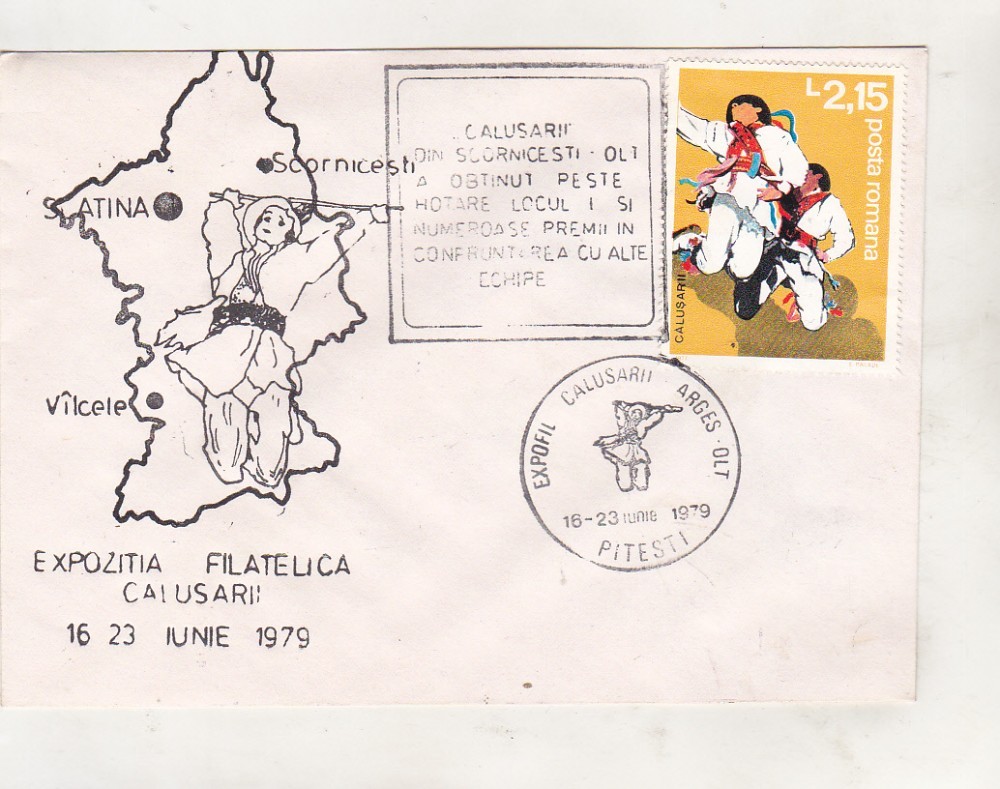 Scornicesti
SLATINA
Vîlcele
EXPOZITIA FILATELICA
CALUSARII
16 23 IUNIE 1979
"CALUSARII"
DIN SCORNICESTI - OLT
A OBTINUT PESTE
HOTARE LOCUL I SI
NUMEROASE PREMII IN
CONFRUNTAREA CU ALTE
ECHIPE
L2,15
posta romana
CALUSARII
EXPOFIL CALUSARII ARGES-OLT
16-23 IUNIE 1979
PITESTI